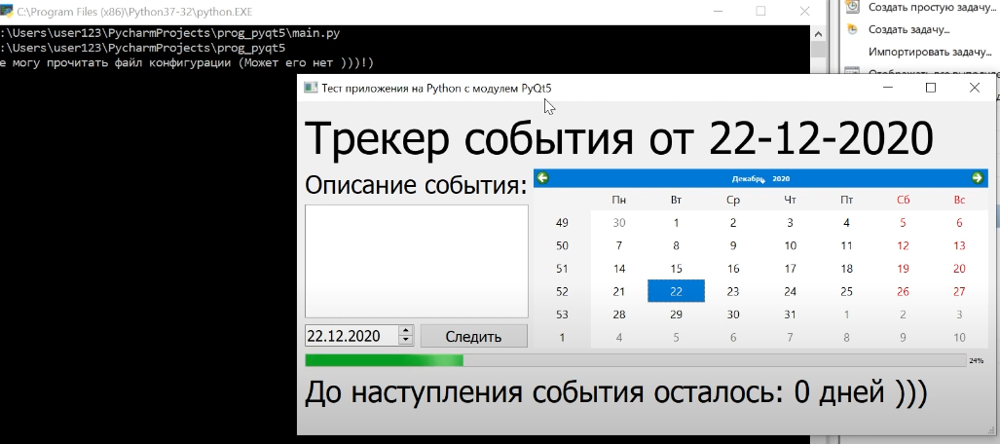 C:\Program Files (x86)\Python37-32\python.EXE
:\Users\user123\PycharmProjects\prog_pyqt5\main.py
:\Users\user123\PycharmProjects\prog_pyqt5
е могу прочитать файл конфигурации (Может его нет )))!)
Создать простую задачу...
Создать задачу...
Импортировать задачу...
Тест приложения на Python с модулем PyQt5
Трекер события от 22-12-2020
Описание события:
Декабрь 2020
Пн Вт Ср Чт Пт Сб Вс
49 30 1 2 3 4 5 6
50 7 8 9 10 11 12 13
51 14 15 16 17 18 19 20
52 21 22 23 24 25 26 27
53 28 29 30 31 1 2 3
1 4 5 6 7 8 9 10
22.12.2020 Следить
24%
До наступления события осталось: 0 дней )))